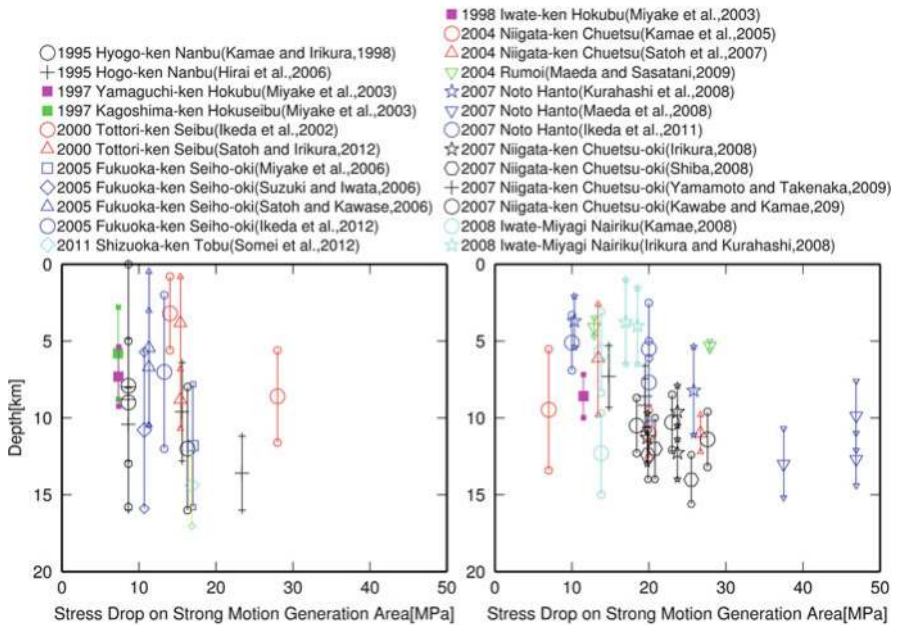 1995 Hyogo-ken Nanbu(Kamae and Irikura,1998)
1995 Hogo-ken Nanbu(Hirai et al.,2006)
1997 Yamaguchi-ken Hokubu(Miyake et al.,2003)
1997 Kagoshima-ken Hokuseibu(Miyake et al.,2003)
2000 Tottori-ken Seibu(Ikeda et al.,2002)
2000 Tottori-ken Seibu(Satoh and Irikura,2012)
2005 Fukuoka-ken Seiho-oki(Miyake et al.,2006)
2005 Fukuoka-ken Seiho-oki(Suzuki and Iwata,2006)
2005 Fukuoka-ken Seiho-oki(Satoh and Kawase,2006)
2005 Fukuoka-ken Seiho-oki(Ikeda et al.,2012)
2011 Shizuoka-ken Tobu(Somei et al.,2012)
1998 Iwate-ken Hokubu(Miyake et al.,2003)
2004 Niigata-ken Chuetsu(Kamae et al.,2005)
2004 Niigata-ken Chuetsu(Satoh et al.,2007)
2004 Rumoi(Maeda and Sasatani,2009)
2007 Noto Hanto(Kurahashi et al.,2008)
2007 Noto Hanto(Maeda et al.,2008)
2007 Noto Hanto(Ikeda et al.,2011)
2007 Niigata-ken Chuetsu-oki(Irikura,2008)
2007 Niigata-ken Chuetsu-oki(Shiba,2008)
2007 Niigata-ken Chuetsu-oki(Yamamoto and Takenaka,2009)
2007 Niigata-ken Chuetsu-oki(Kawabe and Kamae,209)
2008 Iwate-Miyagi Nairiku(Kamae,2008)
2008 Iwate-Miyagi Nairiku(Irikura and Kurahashi,2008)
Depth[km]
0
5
10
15
20
0 10 20 30 40 50
Stress Drop on Strong Motion Generation Area[MPa]
0
5
10
15
20
0 10 20 30 40 50
Stress Drop on Strong Motion Generation Area[MPa]